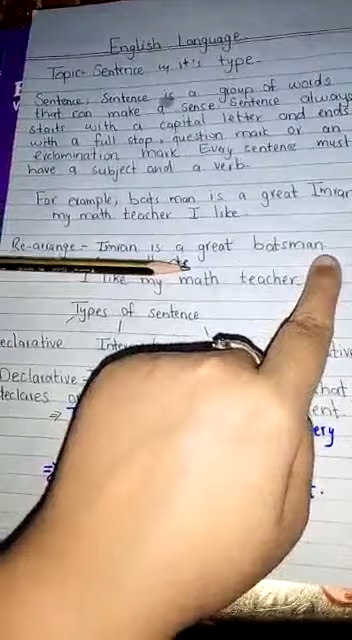 English Language
Topic- Sentence & it's type-
Sentence: Sentence is a group of words
that can make a sense Sentence always
starts with a capital letter and ends
with a full stop, question mark or an
exclamination mark. Every sentence must
have a subject and a verb.
For example, bats man is a great Imran
my math teacher I like
Re-arrange- Imran is a great batsman
I like my math teacher
Types of sentence
eclarative
Declarative
declares